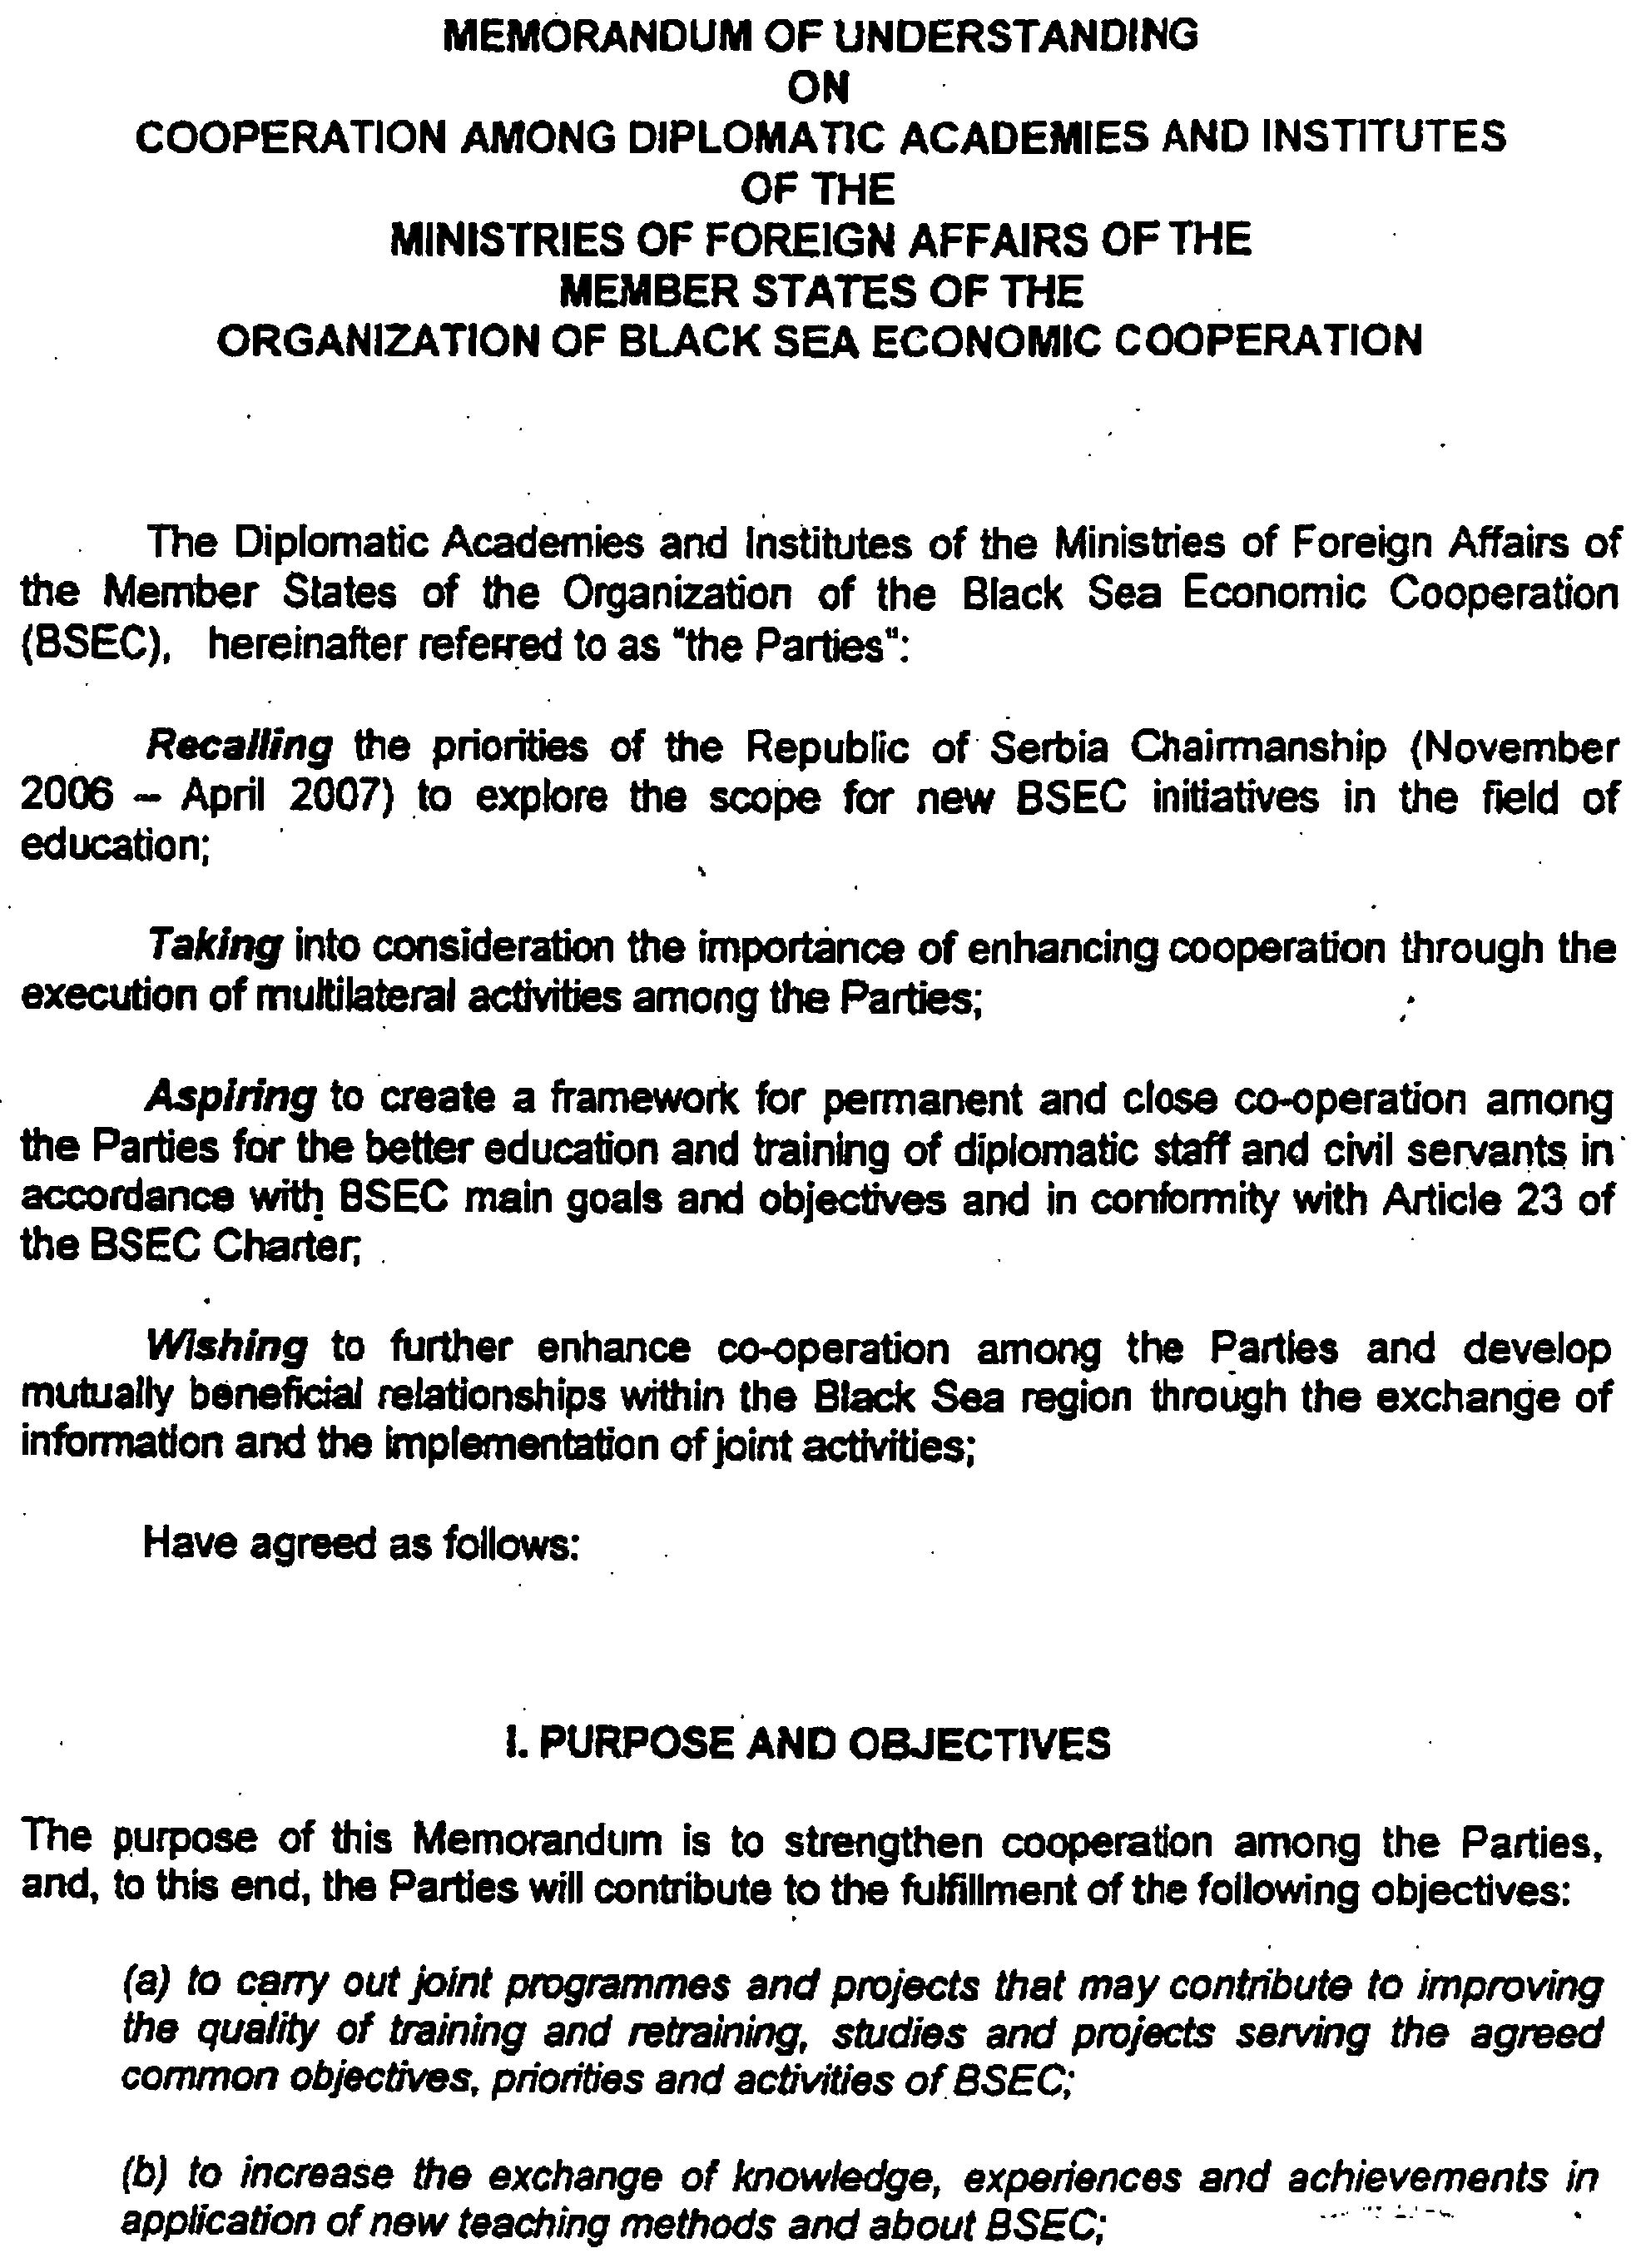 MEMORANDUM OF UNDERSTANDING
ON
COOPERATION AMONG DIPLOMATIC ACADEMIES AND INSTITUTES
OF THE
MINISTRIES OF FOREIGN AFFAIRS OF THE
MEMBER STATES OF THE
ORGANIZATION OF BLACK SEA ECONOMIC COOPERATION
The Diplomatic Academies and Institutes of the Ministries of Foreign Affairs of
the Member States of the Organization of the Black Sea Economic Cooperation
(BSEC), hereinafter referred to as "the Parties":
Recalling the priorities of the Republic of Serbia Chairmanship (November
2006 – April 2007) to explore the scope for new BSEC initiatives in the field of
education;
Taking into consideration the importance of enhancing cooperation through the
execution of multilateral activities among the Parties;
Aspiring to create a framework for permanent and close co-operation among
the Parties for the better education and training of diplomatic staff and civil servants in
accordance with BSEC main goals and objectives and in conformity with Article 23 of
the BSEC Charter;
Wishing to further enhance co-operation among the Parties and develop
mutually beneficial relationships within the Black Sea region through the exchange of
information and the implementation of joint activities;
Have agreed as follows:
I. PURPOSE AND OBJECTIVES
The purpose of this Memorandum is to strengthen cooperation among the Parties,
and, to this end, the Parties will contribute to the fulfillment of the following objectives:
(a) to carry out joint programmes and projects that may contribute to improving
the quality of training and retraining, studies and projects serving the agreed
common objectives, priorities and activities of BSEC;
(b) to increase the exchange of knowledge, experiences and achievements in
application of new teaching methods and about BSEC;